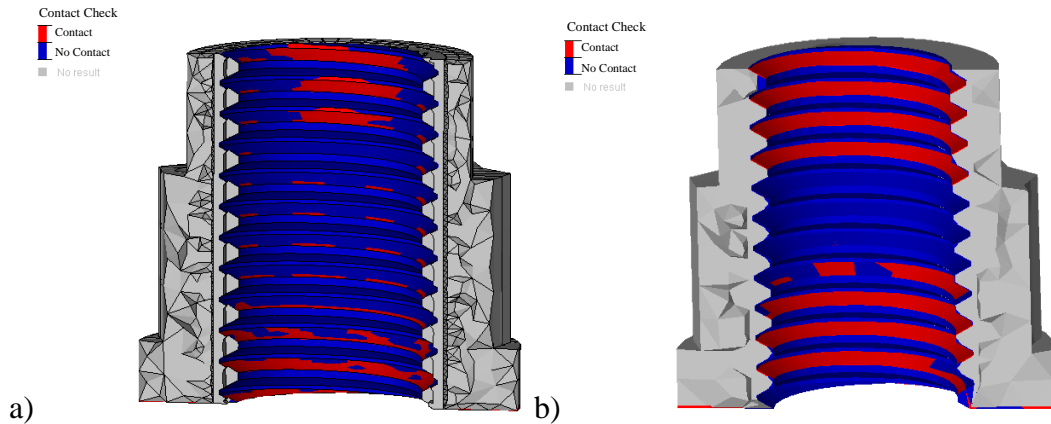 Contact Check
Contact
No Contact
No result
a)
Contact Check
Contact
No Contact
No result
b)